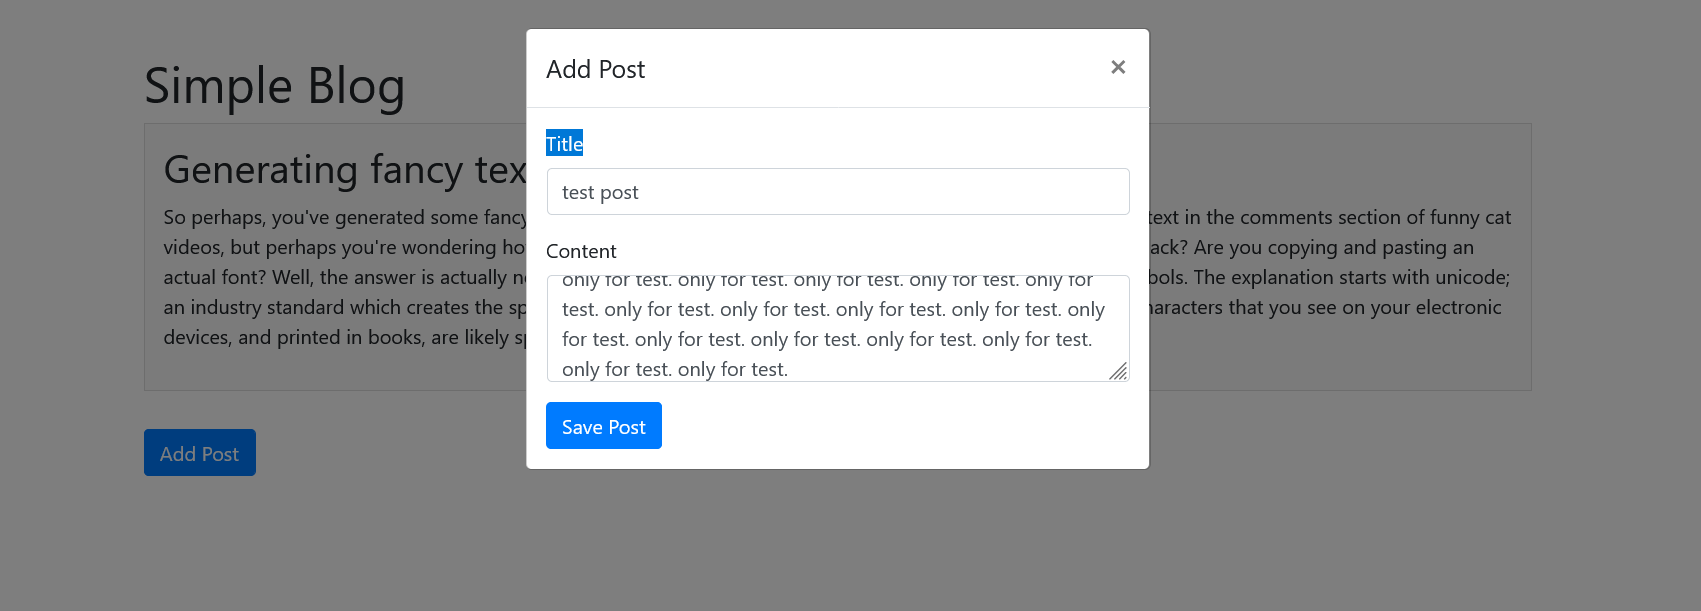 Simple Blog
Generating fancy tex
So perhaps, you've generated some fancy
text in the comments section of funny cat
videos, but perhaps you're wondering ho
ack? Are you copying and pasting an
actual font? Well, the answer is actually n
bols. The explanation starts with unicode;
an industry standard which creates the sp
haracters that you see on your electronic
devices, and printed in books, are likely sp
Add Post
Add Post
×
Title
test post
Content
only for test. only for test. only for test. only for test. only for
test. only for test. only for test. only for test. only for test. only
for test. only for test. only for test. only for test. only for test.
only for test. only for test.
Save Post